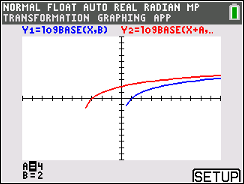 NORMAL FLOAT AUTO REAL RADIAN MP
TRANSFORMATION GRAPHING APP
Y1=logBASE(X,B) Y2=logBASE(X+A,..
A=4
B=2
SETUP